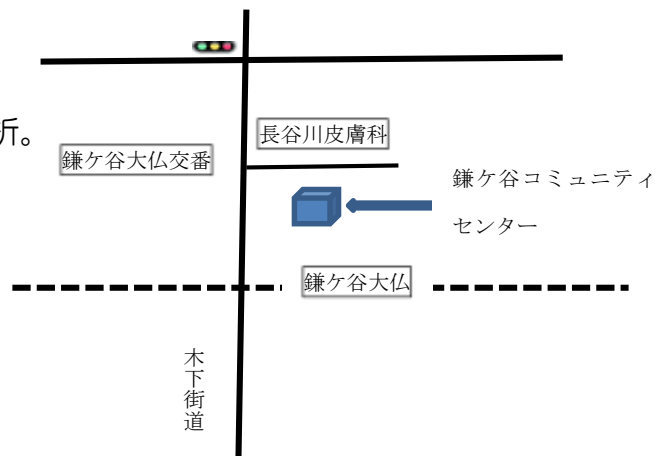 折。
長谷川皮膚科
鎌ケ谷大仏交番
鎌ケ谷コミュニティ
センター
鎌ケ谷大仏
木下街道